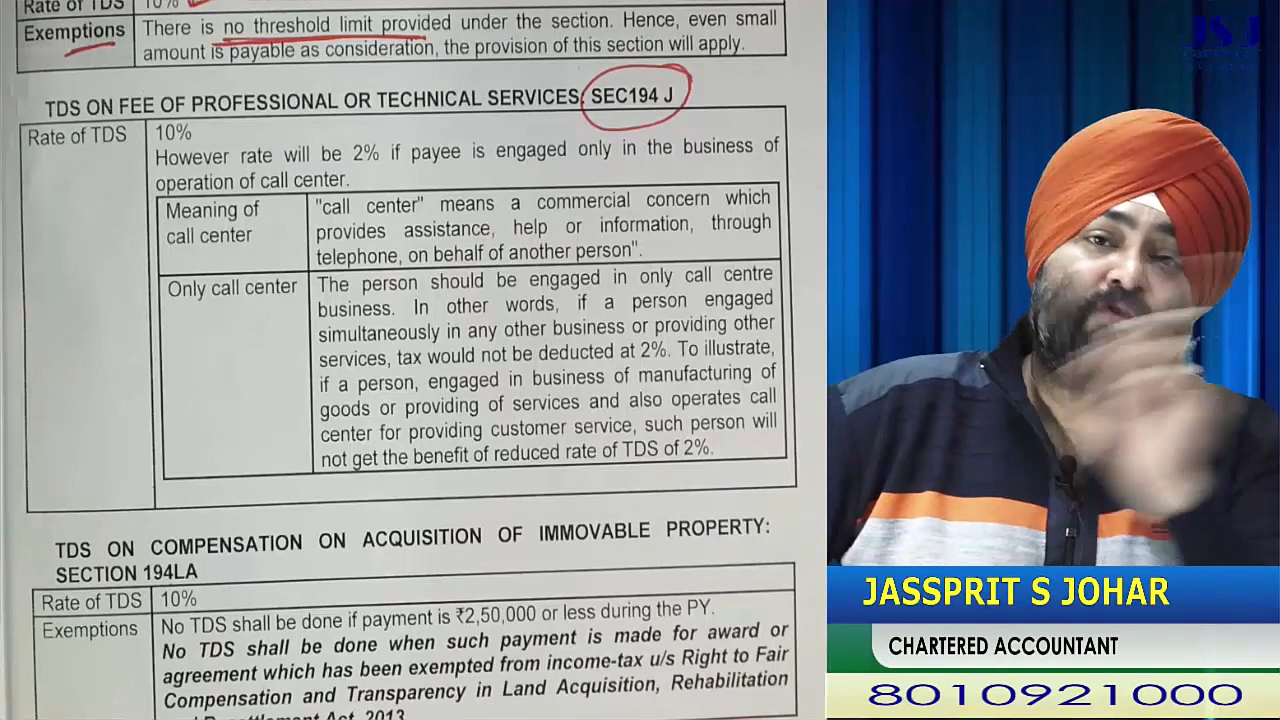 Rate of TDS 10%
Exemptions There is no threshold limit provided under the section. Hence, even small
amount is payable as consideration, the provision of this section will apply.
TDS ON FEE OF PROFESSIONAL OR TECHNICAL SERVICES: SEC194 J
Rate of TDS 10%
However rate will be 2% if payee is engaged only in the business of
operation of call center.
Meaning of
call center
"call center" means a commercial concern which
provides assistance, help or information, through
telephone, on behalf of another person".
Only call center
The person should be engaged in only call centre
business. In other words, if a person engaged
simultaneously in any other business or providing other
services, tax would not be deducted at 2%. To illustrate,
if a person, engaged in business of manufacturing of
goods or providing of services and also operates call
center for providing customer service, such person will
not get the benefit of reduced rate of TDS of 2%.
TDS ON COMPENSATION ON ACQUISITION OF IMMOVABLE PROPERTY:
SECTION 194LA
Rate of TDS 10%
Exemptions No TDS shall be done if payment is ₹2,50,000 or less during the PY.
No TDS shall be done when such payment is made for award or
agreement which has been exempted from income-tax u/s Right to Fair
Compensation and Transparency in Land Acquisition, Rehabilitation
Act, 2013
JSJ
JASSPRIT S JOHAR
CHARTERED ACCOUNTANT
8010921000